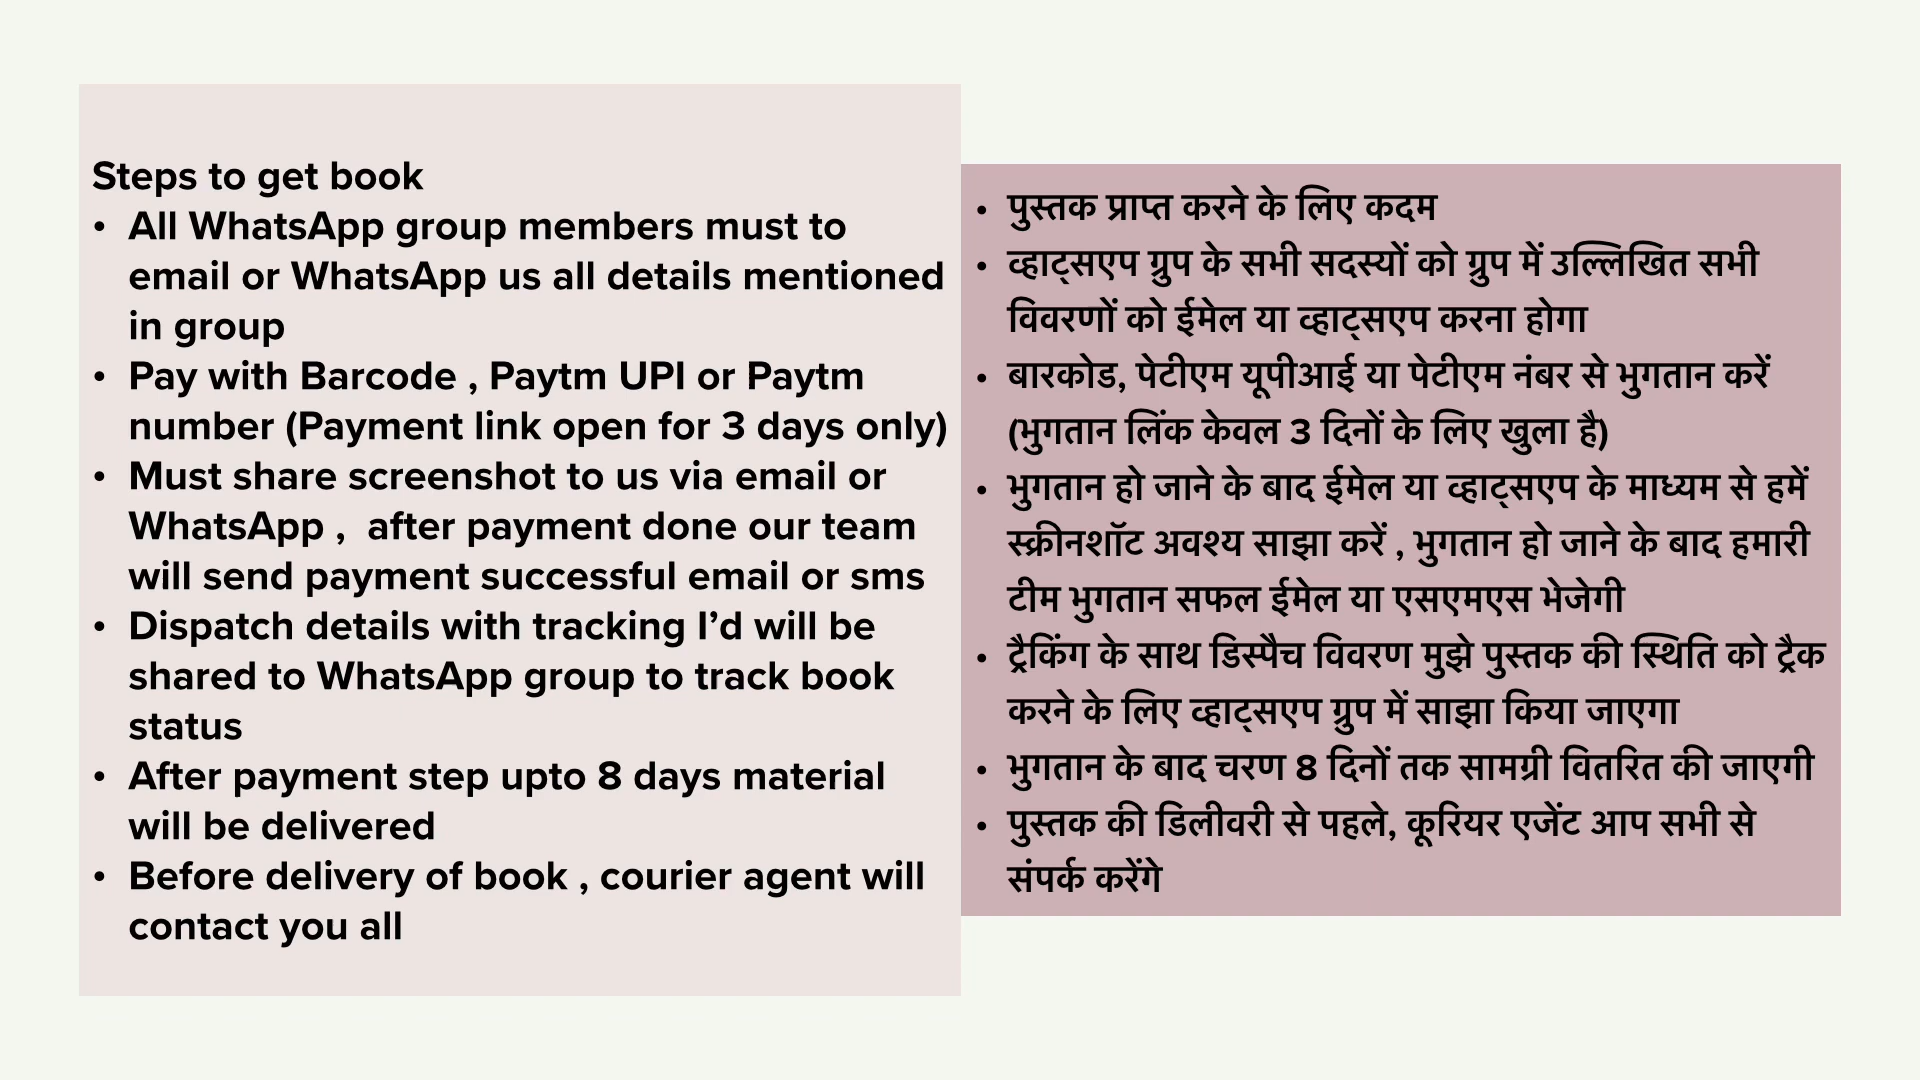 Steps to get book
• All WhatsApp group members must to
email or WhatsApp us all details mentioned
in group
• Pay with Barcode , Paytm UPI or Paytm
number (Payment link open for 3 days only)
• Must share screenshot to us via email or
WhatsApp ,  after payment done our team
will send payment successful email or sms
• Dispatch details with tracking I’d will be
shared to WhatsApp group to track book
status
• After payment step upto 8 days material
will be delivered
• Before delivery of book , courier agent will
contact you all
• पुस्तक प्राप्त करने के लिए कदम
• व्हाट्सएप ग्रुप के सभी सदस्यों को ग्रुप में उल्लिखित सभी
विवरणों को ईमेल या व्हाट्सएप करना होगा
• बारकोड, पेटीएम यूपीआई या पेटीएम नंबर से भुगतान करें
(भुगतान लिंक केवल 3 दिनों के लिए खुला है)
• भुगतान हो जाने के बाद ईमेल या व्हाट्सएप के माध्यम से हमें
स्क्रीनशॉट अवश्य साझा करें , भुगतान हो जाने के बाद हमारी
टीम भुगतान सफल ईमेल या एसएमएस भेजेगी
• ट्रैकिंग के साथ डिस्पैच विवरण मुझे पुस्तक की स्थिति को ट्रैक
करने के लिए व्हाट्सएप ग्रुप में साझा किया जाएगा
• भुगतान के बाद चरण 8 दिनों तक सामग्री वितरित की जाएगी
• पुस्तक की डिलीवरी से पहले, कूरियर एजेंट आप सभी से
संपर्क करेंगे